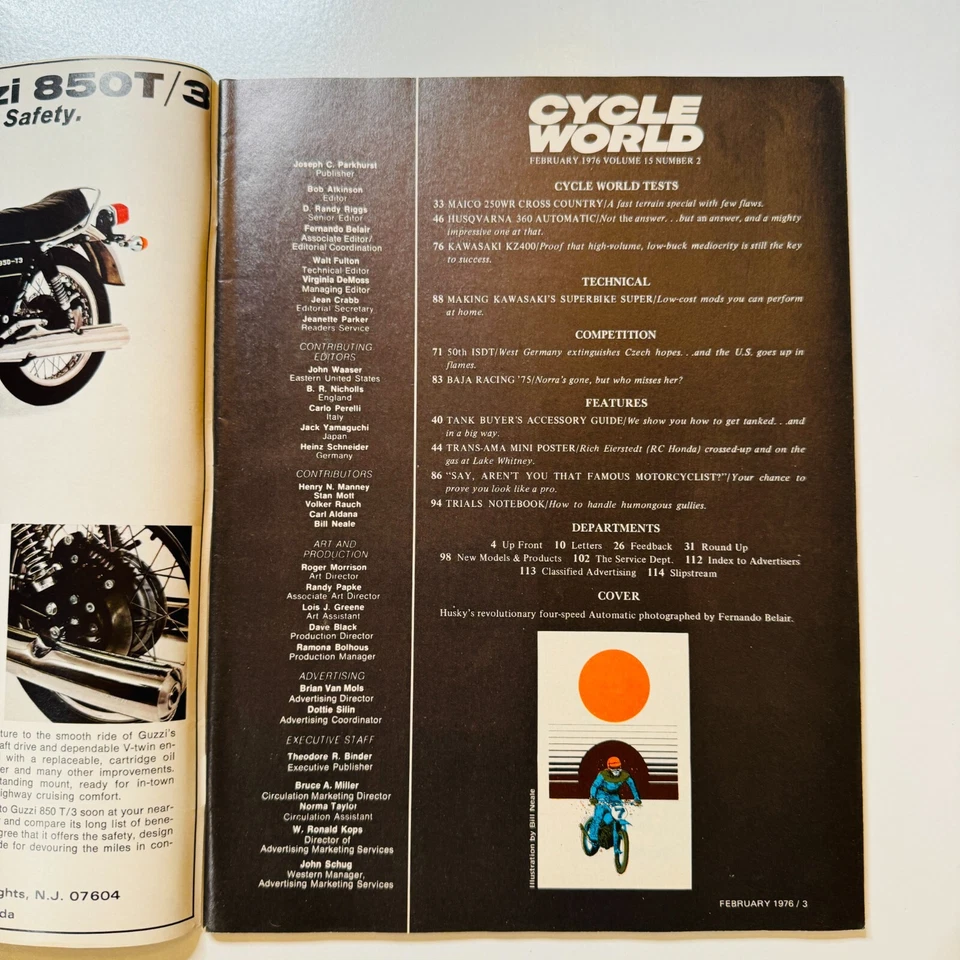 zi 850T/3
Safety.
850-T3
ture to the smooth ride of Guzzi's
aft drive and dependable V-twin en-
with a replaceable, cartridge oil
er and many other improvements.
tanding mount, ready for in-town
ighway cruising comfort.
to Guzzi 850 T/3 soon at your near-
and compare its long list of bene-
gree that it offers the safety, design
de for devouring the miles in con-
ghts, N.J. 07604
da
Joseph C. Parkhurst
Publisher
Bob Atkinson
Editor
D. Randy Riggs
Senior Editor
Fernando Belair
Associate Editor/
Editorial Coordination
Walt Fulton
Technical Editor
Virginia DeMoss
Managing Editor
Jean Crabb
Editorial Secretary
Jeanette Parker
Readers Service
CONTRIBUTING
EDITORS
John Waaser
Eastern United States
B. R. Nicholls
England
Carlo Perelli
Italy
Jack Yamaguchi
Japan
Heinz Schneider
Germany
CONTRIBUTORS
Henry N. Manney
Stan Mott
Volker Rauch
Carl Aldana
Bill Neale
ART AND
PRODUCTION
Roger Morrison
Art Director
Randy Papke
Associate Art Director
Lois J. Greene
Art Assistant
Dave Black
Production Director
Ramona Bolhous
Production Manager
ADVERTISING
Brian Van Mols
Advertising Director
Dottie Silin
Advertising Coordinator
EXECUTIVE STAFF
Theodore R. Binder
Executive Publisher
Bruce A. Miller
Circulation Marketing Director
Norma Taylor
Circulation Assistant
W. Ronald Kops
Director of
Advertising Marketing Services
John Schug
Western Manager,
Advertising Marketing Services
CYCLE
WORLD
FEBRUARY 1976 VOLUME 15 NUMBER 2
CYCLE WORLD TESTS
33 MAICO 250WR CROSS COUNTRY/A fast terrain special with few flaws.
46 HUSQVARNA 360 AUTOMATIC/Not the answer. . .but an answer, and a mighty
impressive one at that.
76 KAWASAKI KZ400/Proof that high-volume, low-buck mediocrity is still the key
to success.
TECHNICAL
88 MAKING KAWASAKI'S SUPERBIKE SUPER/Low-cost mods you can perform
at home.
COMPETITION
71 50th ISDT/West Germany extinguishes Czech hopes. . .and the U.S. goes up in
flames.
83 BAJA RACING '75/Norra's gone, but who misses her?
FEATURES
40 TANK BUYER'S ACCESSORY GUIDE/We show you how to get tanked. . .and
in a big way.
44 TRANS-AMA MINI POSTER/Rich Eierstedt (RC Honda) crossed-up and on the
gas at Lake Whitney.
86 "SAY, AREN'T YOU THAT FAMOUS MOTORCYCLIST?"/Your chance to
prove you look like a pro.
94 TRIALS NOTEBOOK/How to handle humongous gullies.
DEPARTMENTS
4 Up Front 10 Letters 26 Feedback 31 Round Up
98 New Models & Products 102 The Service Dept. 112 Index to Advertisers
113 Classified Advertising 114 Slipstream
COVER
Husky's revolutionary four-speed Automatic photographed by Fernando Belair.
Illustration by Bill Neale
7
FEBRUARY 1976 / 3